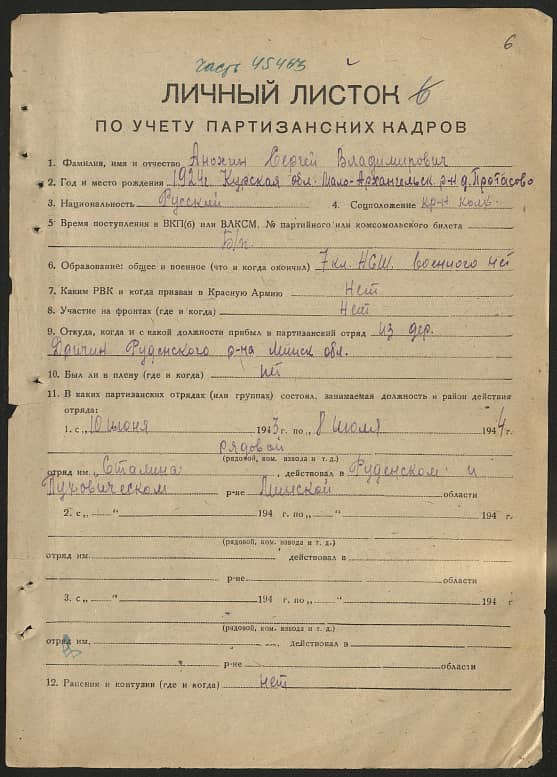 6
часть 45463
ЛИЧНЫЙ ЛИСТОК 6
ПО УЧЕТУ ПАРТИЗАНСКИХ КАДРОВ
1. Фамилия, имя и отчество Анохин Сергей Владимирович
2. Год и место рождения 1924г Курская обл. Мало-Архангельск р-н д. Протасово
3. Национальность Русский 4. Соцположение кр-н колх.
5 Время поступления в ВКП(б) или ВЛКСМ, № партийного или комсомольского билета
Б/п
6. Образование: общее и военное (что и когда окончил) 7 кл. НСШ. Военного нет
7. Каким РВК и когда призван в Красную Армию Нет
8. Участие на фронтах (где и когда) Нет
9. Откуда, когда и с какой должности прибыл в партизанский отряд из дер.
Руденского р-на Минск обл.
10. Был ли в плену (где и когда) нет
11. В каких партизанских отрядах (или группах) состоял, занимаемая должность и район действия
отряда:
1. с „10 июня 1943 г. по „8 июля 1944 г.
рядовой
(рядовой, ком. взвода и т. д.)
отряд им „Сталина , действовал в Руденском и
Пуховическом р-не Минской области
2. с „ — “ 194 г. по „ — “ 194 г.
(рядовой, ком. взвода и т. д.)
отряд им. действовал в
р-не области
3. с „ — “ 194 г. по „ — “ 194 г
(рядовой, ком. взвода и т. д.)
отряд им, , действовал в
р-не области
12. Ранения и контузии (где и когда) нет